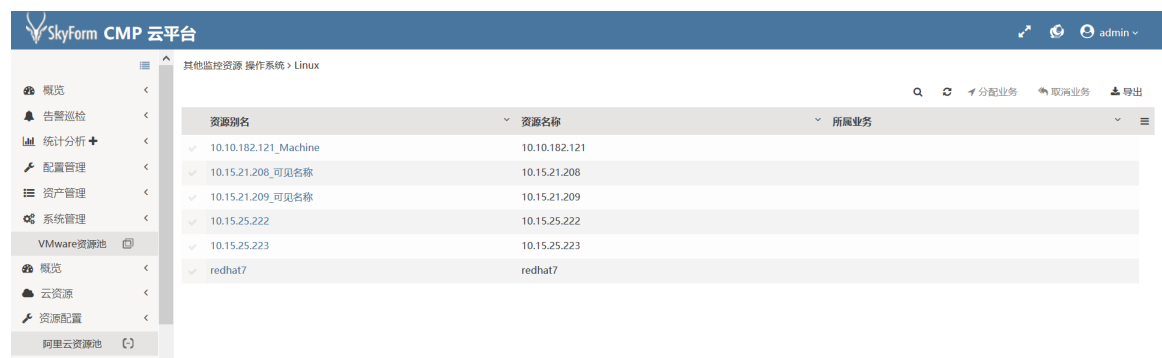 SkyForm CMP 云平台
admin
其他监控资源 操作系统 > Linux
概览
告警巡检
统计分析
配置管理
资产管理
系统管理
VMware资源池
概览
云资源
资源配置
阿里云资源池
分配业务 取消业务 导出
资源别名 资源名称 所属业务
10.10.182.121_Machine 10.10.182.121
10.15.21.208_可见名称 10.15.21.208
10.15.21.209_可见名称 10.15.21.209
10.15.25.222 10.15.25.222
10.15.25.223 10.15.25.223
redhat7 redhat7